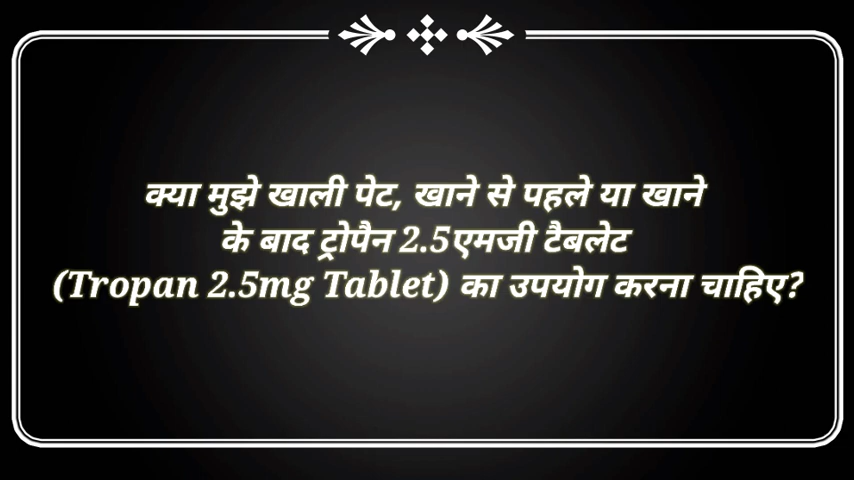 क्या मुझे खाली पेट, खाने से पहले या खाने
के बाद ट्रोपैन 2.5एमजी टैबलेट
(Tropan 2.5mg Tablet) का उपयोग करना चाहिए?